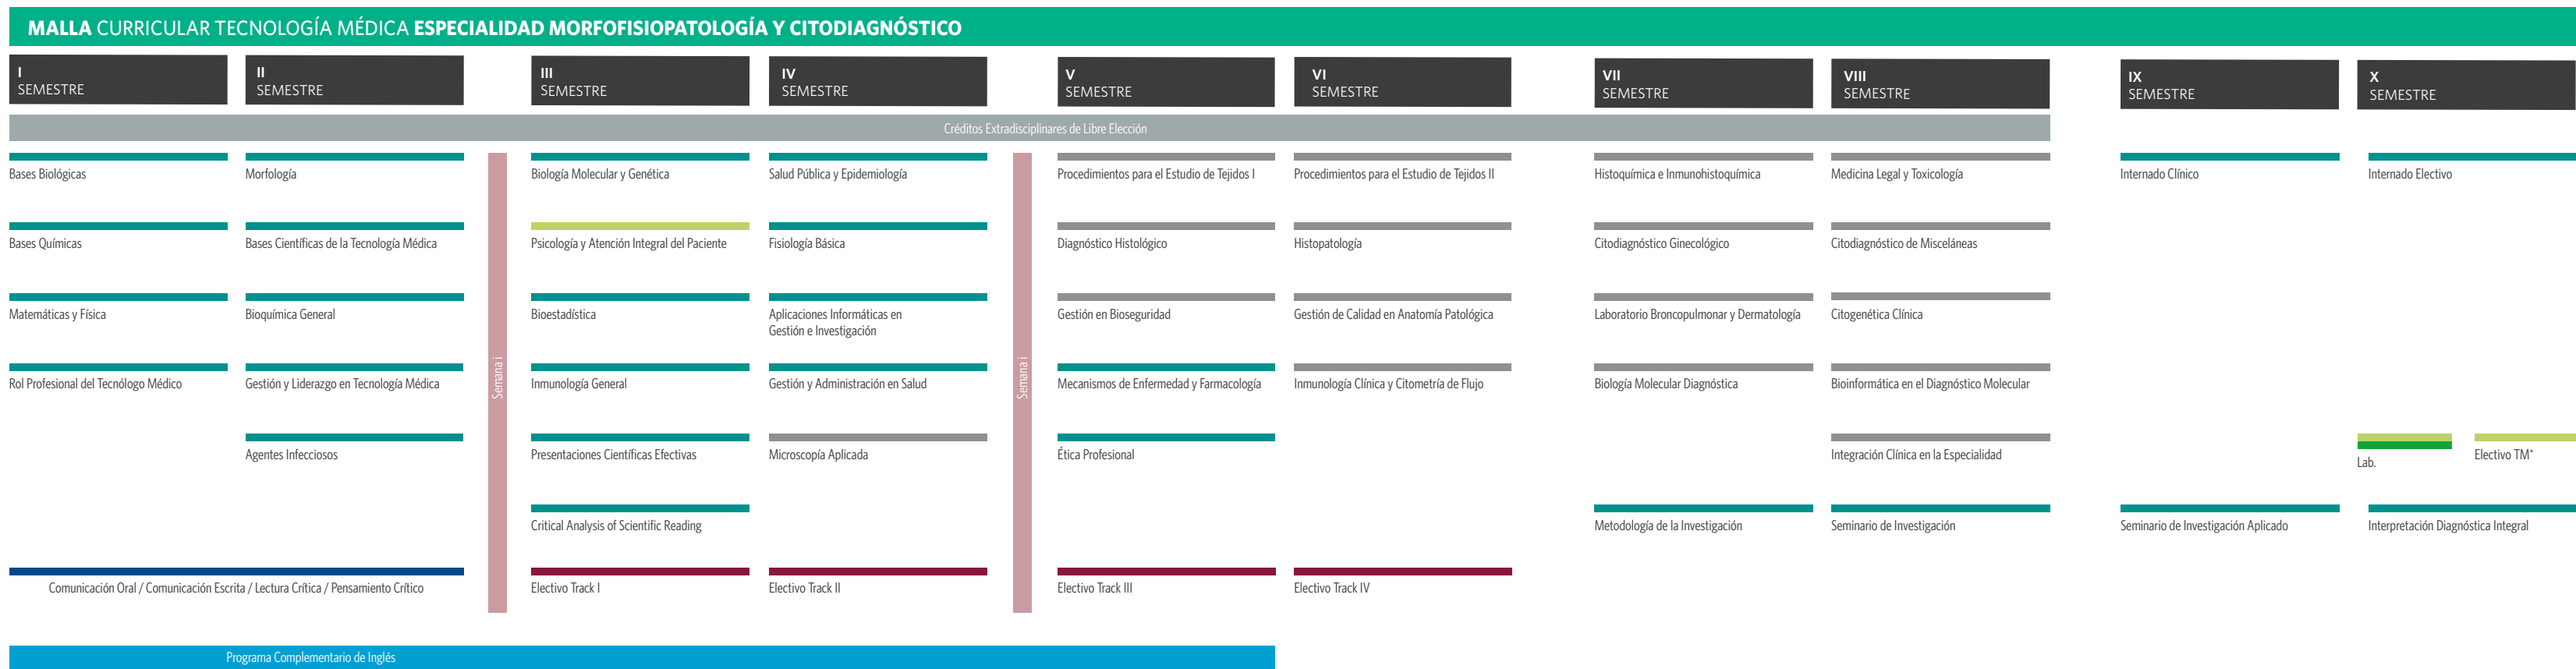 MALLA CURRICULAR TECNOLOGÍA MÉDICA ESPECIALIDAD MORFOFISIOPATOLOGÍA Y CITODIAGNÓSTICO
I
SEMESTRE
II
SEMESTRE
III
SEMESTRE
IV
SEMESTRE
V
SEMESTRE
VI
SEMESTRE
VII
SEMESTRE
VIII
SEMESTRE
IX
SEMESTRE
X
SEMESTRE
Créditos Extradisciplinares de Libre Elección
Bases Biológicas
Bases Químicas
Matemáticas y Física
Rol Profesional del Tecnólogo Médico
Morfología
Bases Científicas de la Tecnología Médica
Bioquímica General
Gestión y Liderazgo en Tecnología Médica
Agentes Infecciosos
Comunicación Oral / Comunicación Escrita / Lectura Crítica / Pensamiento Crítico
Semana i
Biología Molecular y Genética
Psicología y Atención Integral del Paciente
Bioestadística
Inmunología General
Presentaciones Científicas Efectivas
Critical Analysis of Scientific Reading
Electivo Track I
Salud Pública y Epidemiología
Fisiología Básica
Aplicaciones Informáticas en
Gestión e Investigación
Gestión y Administración en Salud
Microscopía Aplicada
Electivo Track II
Semana i
Procedimientos para el Estudio de Tejidos I
Diagnóstico Histológico
Gestión en Bioseguridad
Mecanismos de Enfermedad y Farmacología
Ética Profesional
Electivo Track III
Procedimientos para el Estudio de Tejidos II
Histopatología
Gestión de Calidad en Anatomía Patológica
Inmunología Clínica y Citometría de Flujo
Electivo Track IV
Histoquímica e Inmunohistoquímica
Citodiagnóstico Ginecológico
Laboratorio Broncopulmonar y Dermatología
Biología Molecular Diagnóstica
Metodología de la Investigación
Medicina Legal y Toxicología
Citodiagnóstico de Misceláneas
Citogenética Clínica
Bioinformática en el Diagnóstico Molecular
Integración Clínica en la Especialidad
Seminario de Investigación
Internado Clínico
Seminario de Investigación Aplicado
Internado Electivo
Lab.
Electivo TM*
Interpretación Diagnóstica Integral
Programa Complementario de Inglés